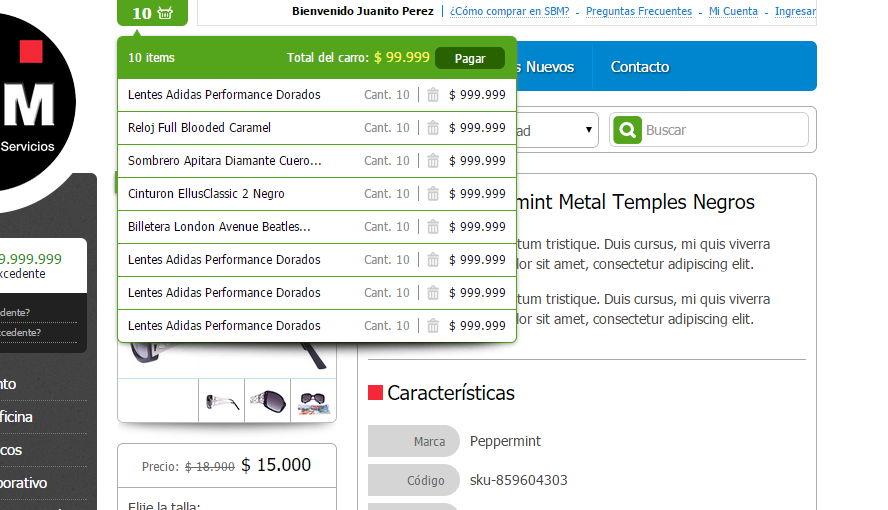 10
Bienvenido Juanito Perez | ¿Cómo comprar en SBM? - Preguntas Frecuentes - Mi Cuenta - Ingresar
10 items Total del carro: $ 99.999 Pagar
Nuevos Contacto
Lentes Adidas Performance Dorados Cant. 10 | $ 999.999
Reloj Full Blooded Caramel Cant. 10 | $ 999.999
Sombrero Apitara Diamante Cuero... Cant. 10 | $ 999.999
Cinturon EllusClassic 2 Negro Cant. 10 | $ 999.999
Billetera London Avenue Beatles... Cant. 10 | $ 999.999
Lentes Adidas Performance Dorados Cant. 10 | $ 999.999
Lentes Adidas Performance Dorados Cant. 10 | $ 999.999
Lentes Adidas Performance Dorados Cant. 10 | $ 999.999
M
Servicios
ad
Buscar
mint Metal Temples Negros
tum tristique. Duis cursus, mi quis viverra
dor sit amet, consectetur adipiscing elit.
tum tristique. Duis cursus, mi quis viverra
dor sit amet, consectetur adipiscing elit.
9.999.999
xcedente
dente?
cedente?
nto
ficina
cos
porativo
Características
Marca Peppermint
Código sku-859604303
Precio: $ 18.900 $ 15.000
Elije la talla: